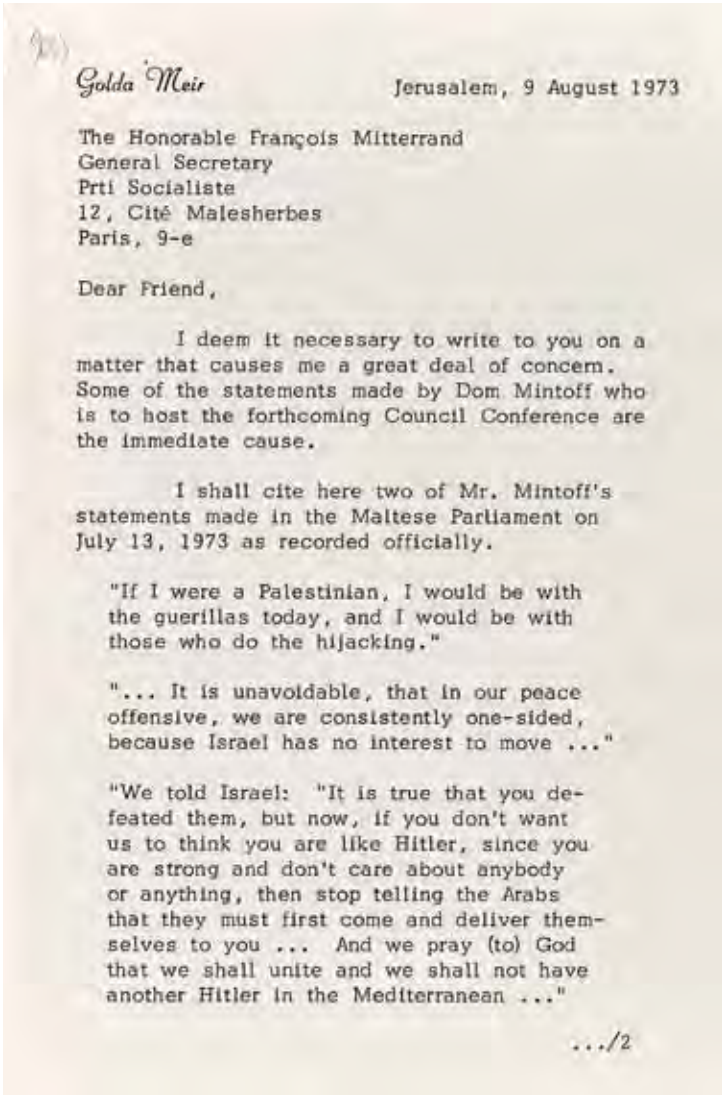 Golda Meir
Jerusalem, 9 August 1973
The Honorable François Mitterrand
General Secretary
Prti Socialiste
12, Cité Malesherbes
Paris, 9-e
Dear Friend,
I deem it necessary to write to you on a
matter that causes me a great deal of concern.
Some of the statements made by Dom Mintoff who
is to host the forthcoming Council Conference are
the immediate cause.
I shall cite here two of Mr. Mintoff's
statements made in the Maltese Parliament on
July 13, 1973 as recorded officially.
"If I were a Palestinian, I would be with
the guerillas today, and I would be with
those who do the hijacking."
"... It is unavoidable, that in our peace
offensive, we are consistently one-sided,
because Israel has no interest to move ..."
"We told Israel: "It is true that you de-
feated them, but now, if you don't want
us to think you are like Hitler, since you
are strong and don't care about anybody
or anything, then stop telling the Arabs
that they must first come and deliver them-
selves to you ... And we pray (to) God
that we shall unite and we shall not have
another Hitler in the Mediterranean ..."
.../2